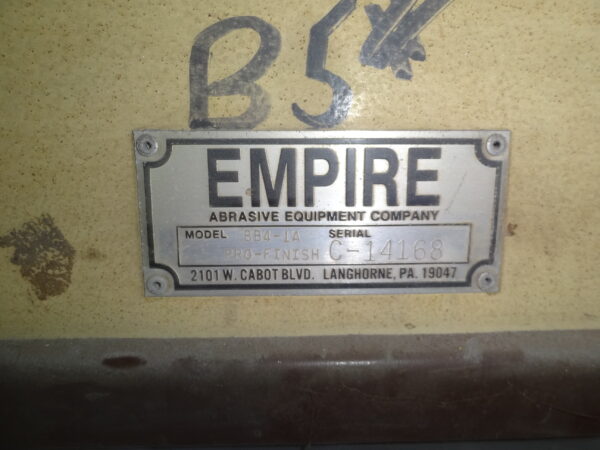 B5
EMPIRE
ABRASIVE EQUIPMENT COMPANY
MODEL SERIAL
PRO-FINISH C-14168
2101 W. CABOT BLVD. LANGHORNE, PA. 19047